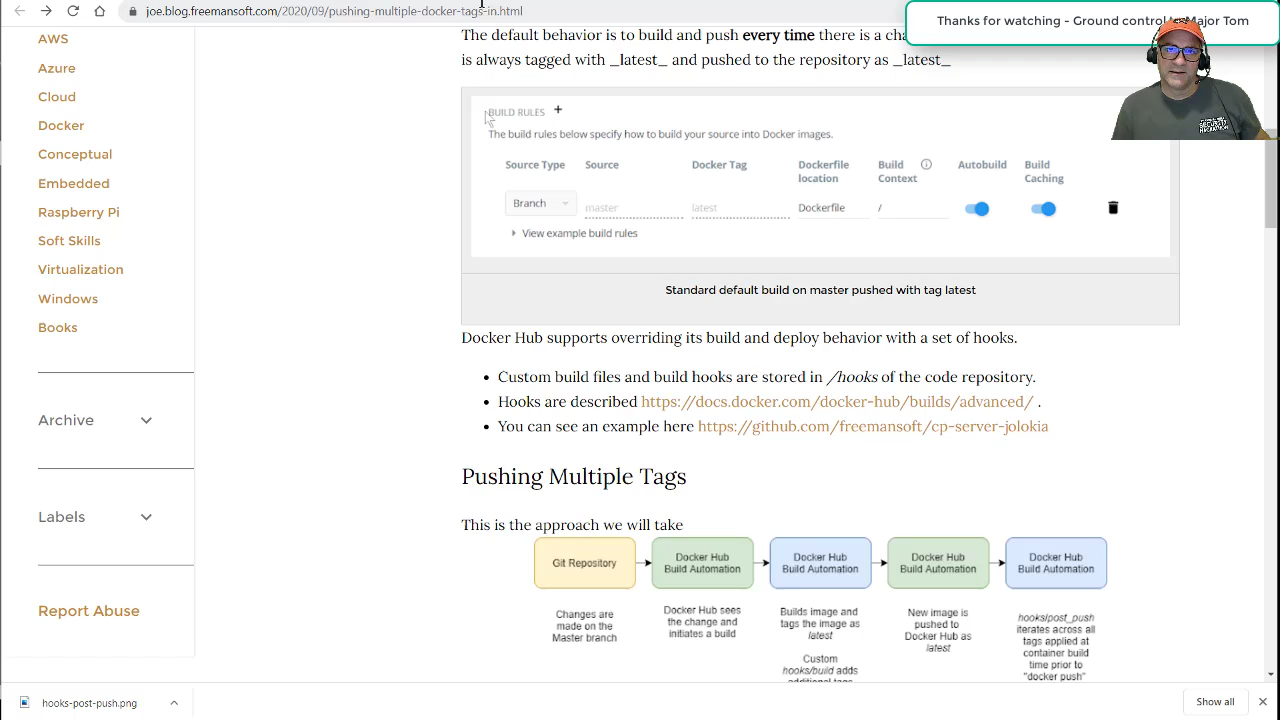 joe.blog.freemansoft.com/2020/09/pushing-multiple-docker-tags-in.html
Thanks for watching - Ground control to Major Tom
AWS
Azure
Cloud
Docker
Conceptual
Embedded
Raspberry Pi
Soft Skills
Virtualization
Windows
Books
Archive
Labels
Report Abuse
The default behavior is to build and push every time there is a
is always tagged with _latest_ and pushed to the repository as _latest_
BUILD RULES +
The build rules below specify how to build your source into Docker images.
Source Type Source Docker Tag Dockerfile location Build Context Autobuild Build Caching
Branch master latest Dockerfile /
View example build rules
Standard default build on master pushed with tag latest
Docker Hub supports overriding its build and deploy behavior with a set of hooks.
• Custom build files and build hooks are stored in /hooks of the code repository.
• Hooks are described https://docs.docker.com/docker-hub/builds/advanced/ .
• You can see an example here https://github.com/freemansoft/cp-server-jolokia
Pushing Multiple Tags
This is the approach we will take
Git Repository
Docker Hub
Build Automation
Docker Hub
Build Automation
Docker Hub
Build Automation
Docker Hub
Build Automation
Changes are
made on the
Master branch
Docker Hub sees
the change and
initiates a build
Builds image and
tags the image as
latest
Custom
hooks/build adds
additional tags
New image is
pushed to
Docker Hub as
latest
hooks/post_push
iterates across all
tags applied at
container build
time prior to
"docker push"
hooks-post-push.png
Show all